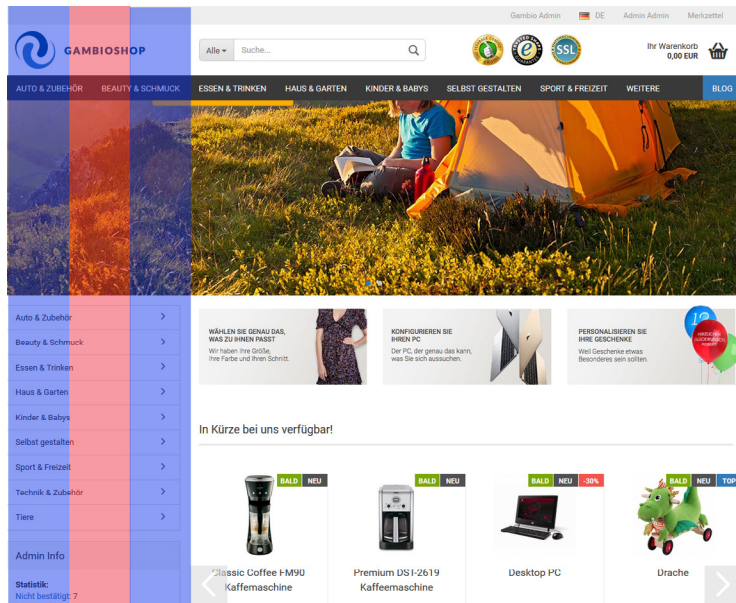 Gambio Admin DE Admin Admin Merkzettel
GAMBIOSHOP
Alle Suche...
SSL
Ihr Warenkorb
0,00 EUR
AUTO & ZUBEHÖR BEAUTY & SCHMUCK ESSEN & TRINKEN HAUS & GARTEN KINDER & BABYS SELBST GESTALTEN SPORT & FREIZEIT WEITERE BLOG
Auto & Zubehör
Beauty & Schmuck
Essen & Trinken
Haus & Garten
Kinder & Babys
Selbst gestalten
Sport & Freizeit
Technik & Zubehör
Tiere
Admin Info
Statistik:
Nicht bestätigt: 7
WÄHLEN SIE GENAU DAS,
WAS ZU IHNEN PASST
Wir haben Ihre Größe,
Ihre Farbe und Ihren Schnitt.
KONFIGURIEREN SIE
IHREN PC
Der PC, der genau das kann,
was Sie sich aussuchen.
PERSONALISIEREN SIE
IHRE GESCHENKE
Weil Geschenke etwas
Besonderes sein sollten.
In Kürze bei uns verfügbar!
BALD NEU
Classic Coffee FM90
Kaffemaschine
BALD NEU
Premium DST-2619
Kaffeemaschine
BALD NEU -30%
Desktop PC
BALD NEU TOP
Drache